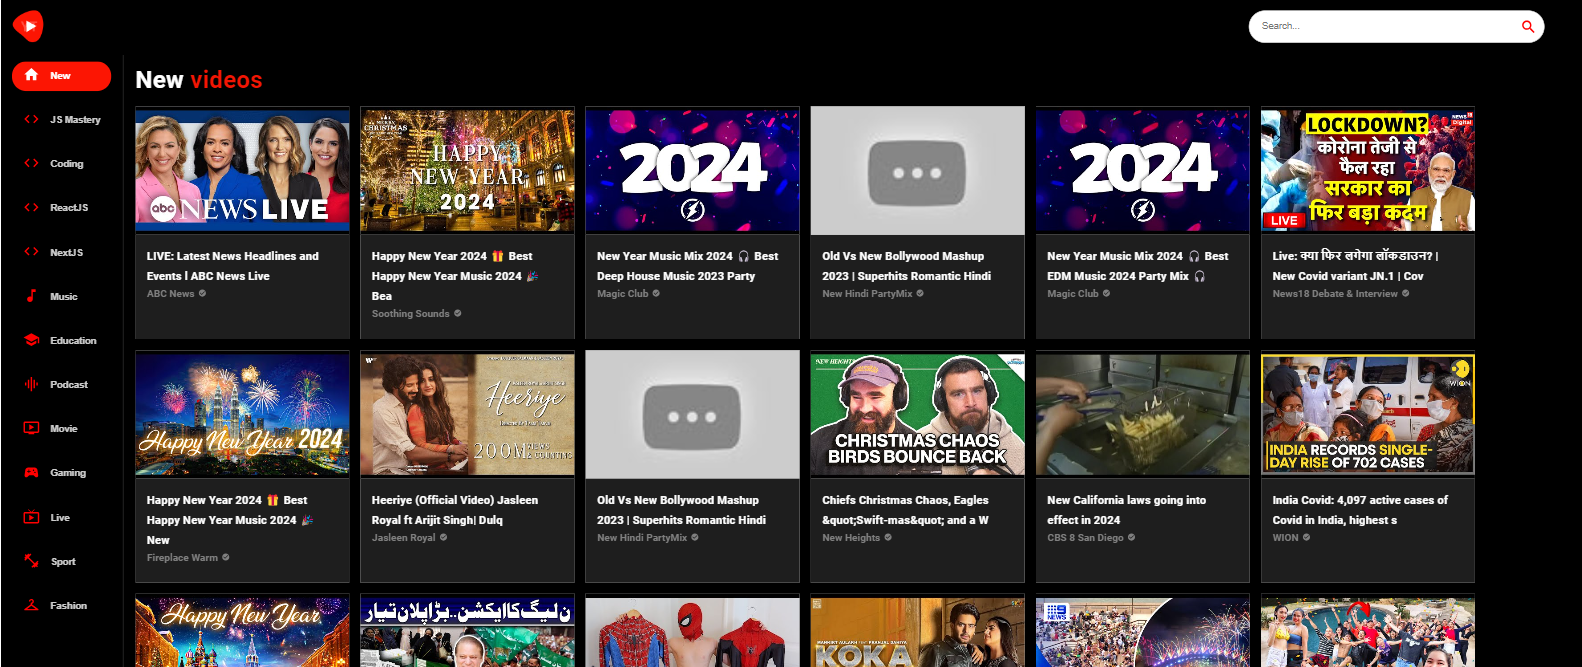 Search...
New
JS Mastery
Coding
ReactJS
NextJS
Music
Education
Podcast
Movie
Gaming
Live
Sport
Fashion
New videos
abc NEWS LIVE
LIVE: Latest News Headlines and
Events l ABC News Live
ABC News
CHRISTMAS
HAPPY
NEW YEAR
2024
Happy New Year 2024 🎁 Best
Happy New Year Music 2024 🎉
Bea
Soothing Sounds
2024
New Year Music Mix 2024 🎧 Best
Deep House Music 2023 Party
Magic Club
Old Vs New Bollywood Mashup
2023 | Superhits Romantic Hindi
New Hindi PartyMix
2024
New Year Music Mix 2024 🎧 Best
EDM Music 2024 Party Mix 🎧
Magic Club
NEWS18
Digital
LOCKDOWN?
कोरोना तेजी से
फैल रहा
सरकार का
फिर बड़ा कदम
LIVE
Live: क्या फिर लगेगा लॉकडाउन? |
New Covid variant JN.1 | Cov
News18 Debate & Interview
Happy New Year 2024
Happy New Year 2024 🎁 Best
Happy New Year Music 2024 🎉
New
Fireplace Warm
Heeriye
200M VIEWS
& COUNTING
Heeriye (Official Video) Jasleen
Royal ft Arijit Singh| Dulq
Jasleen Royal
Old Vs New Bollywood Mashup
2023 | Superhits Romantic Hindi
New Hindi PartyMix
NEW HEIGHTS
CHRISTMAS CHAOS
BIRDS BOUNCE BACK
Chiefs Christmas Chaos, Eagles
&quot;Swift-mas&quot; and a W
New Heights
New California laws going into
effect in 2024
CBS 8 San Diego
WION
INDIA RECORDS SINGLE-
DAY RISE OF 702 CASES
India Covid: 4,097 active cases of
Covid in India, highest s
WION
Happy New Year
ن لیگ کا ایکشن..بڑا پلان تیار
KOKA
9
NEWS